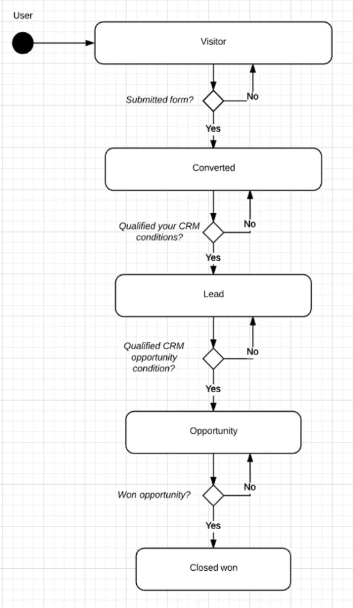 User
Visitor
Submitted form?
No
Yes
Converted
Qualified your CRM
conditions?
No
Yes
Lead
Qualified CRM
opportunity
condition?
No
Yes
Opportunity
Won opportunity?
No
Yes
Closed won